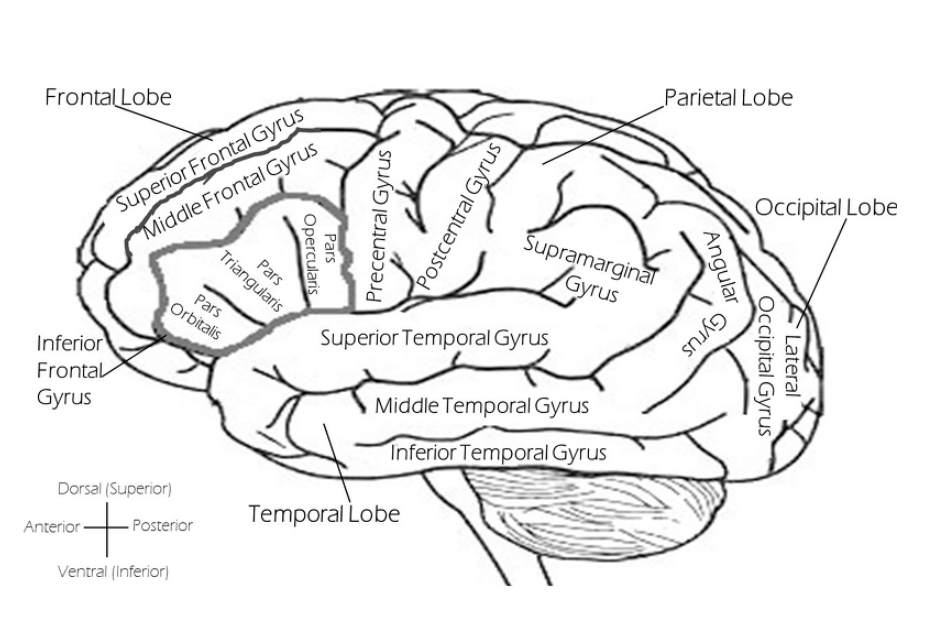 Frontal Lobe
Parietal Lobe
Superior Frontal Gyrus
Middle Frontal Gyrus
Precentral Gyrus
Postcentral Gyrus
Occipital Lobe
Pars
Opercularis
Pars
Triangularis
Pars
Orbitalis
Supramarginal
Gyrus
Angular
Gyrus
Lateral
Occipital Gyrus
Inferior
Frontal
Gyrus
Superior Temporal Gyrus
Middle Temporal Gyrus
Inferior Temporal Gyrus
Temporal Lobe
Dorsal (Superior)
Anterior
Posterior
Ventral (Inferior)